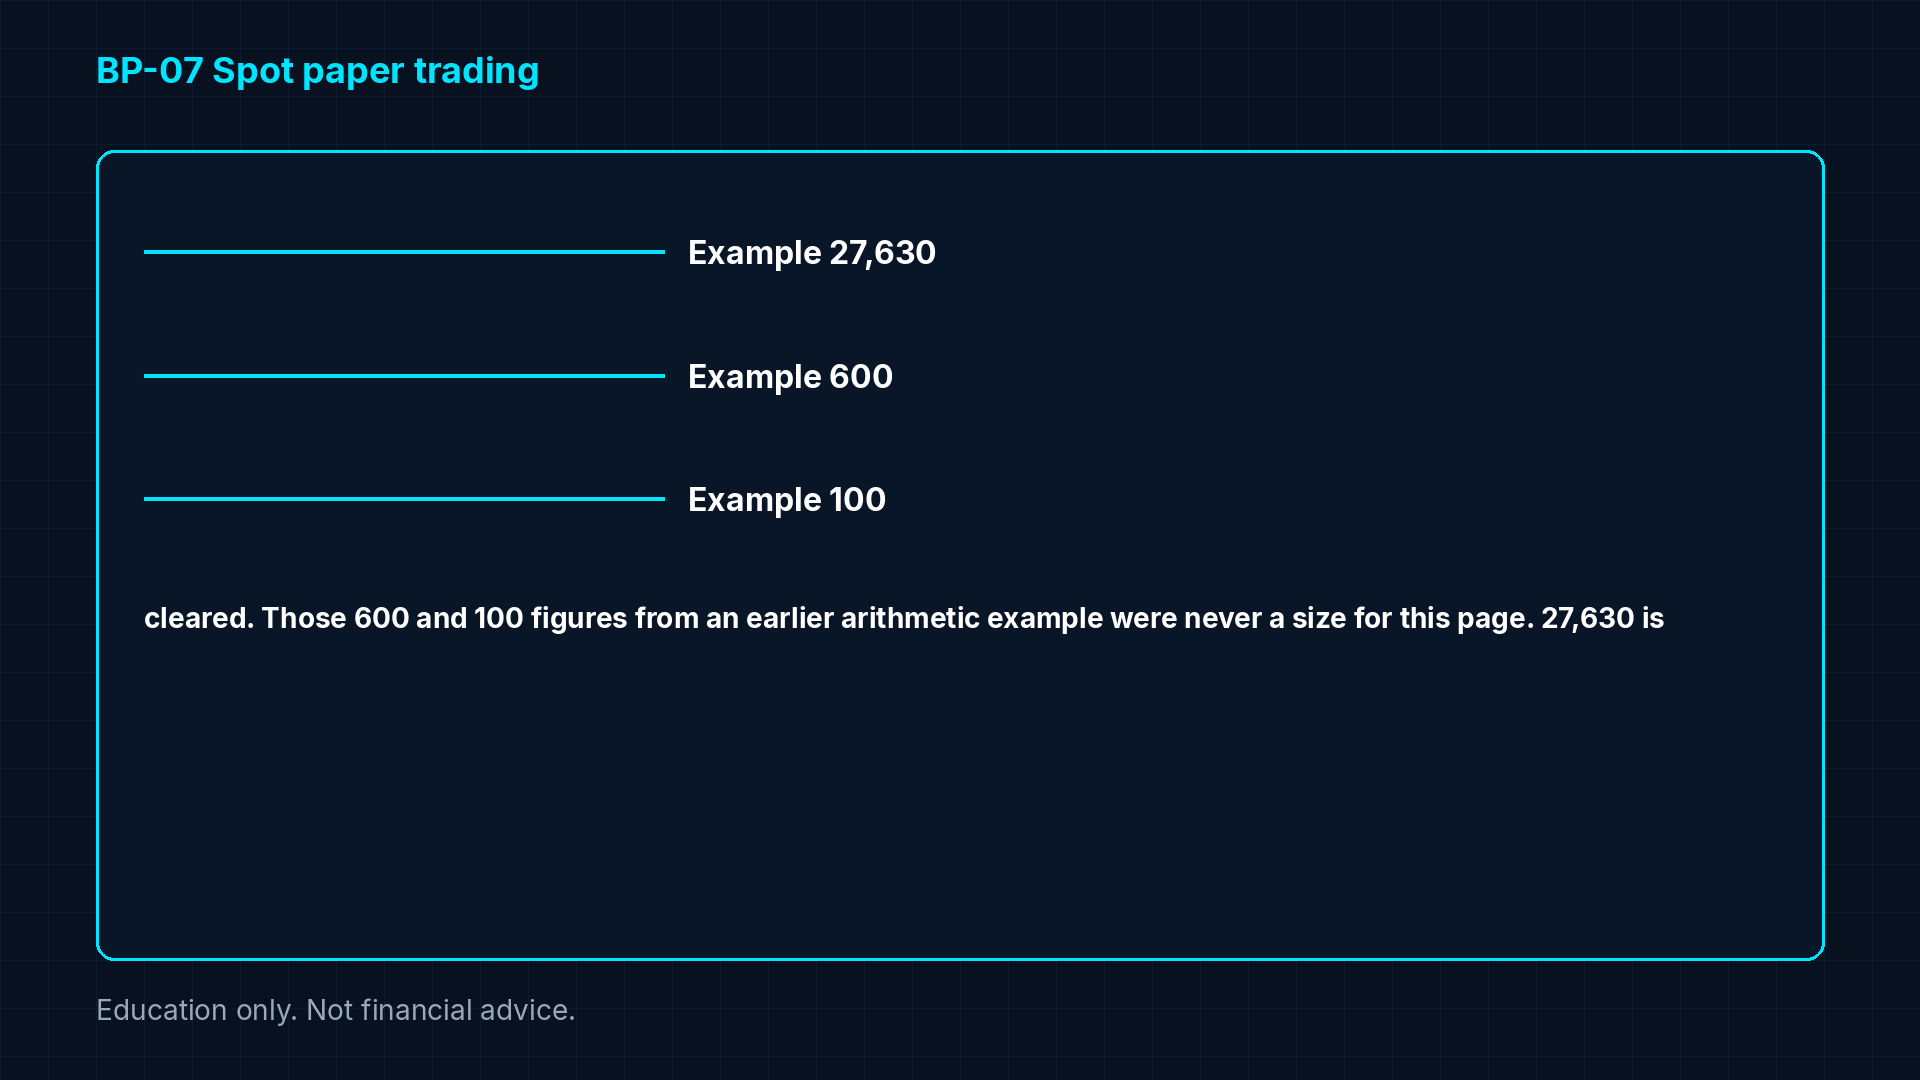 BP-07 Spot paper trading
Example 27,630
Example 600
Example 100
cleared. Those 600 and 100 figures from an earlier arithmetic example were never a size for this page. 27,630 is
Education only. Not financial advice.